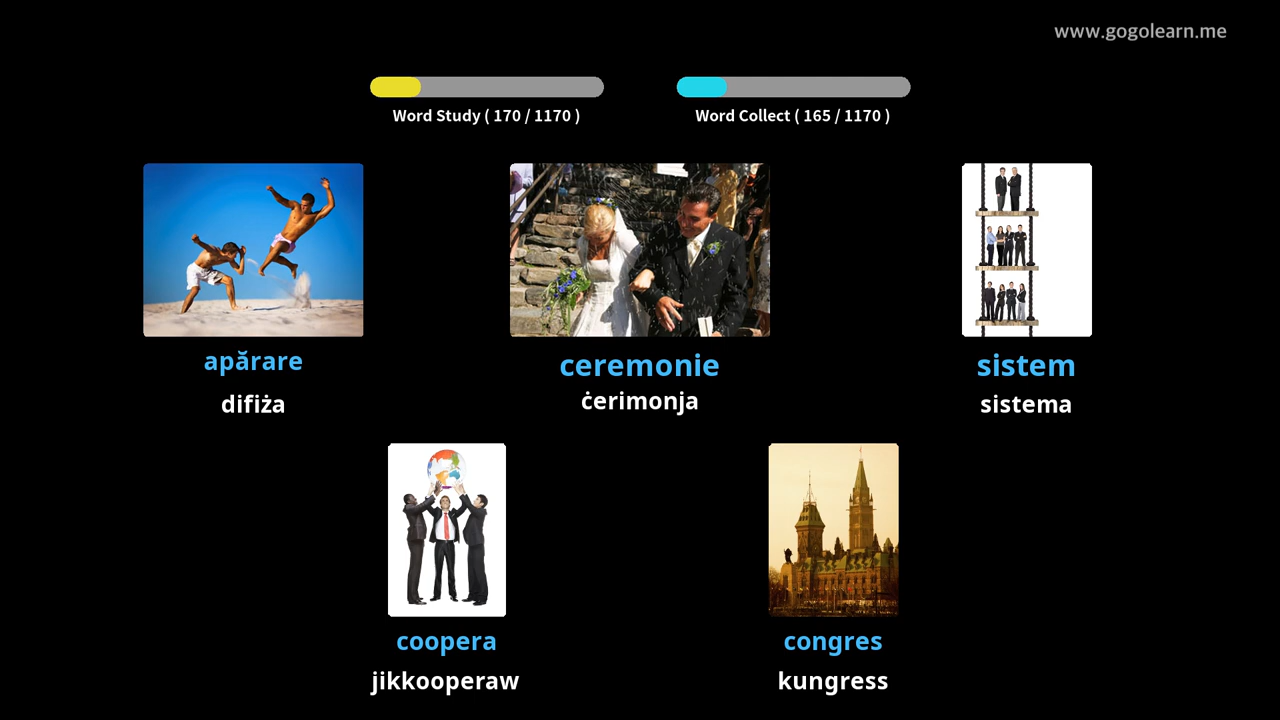 www.gogolearn.me
Word Study ( 170 / 1170 )
Word Collect ( 165 / 1170 )
apărare
difiża
ceremonie
ċerimonja
sistem
sistema
coopera
jikkooperaw
congres
kungress